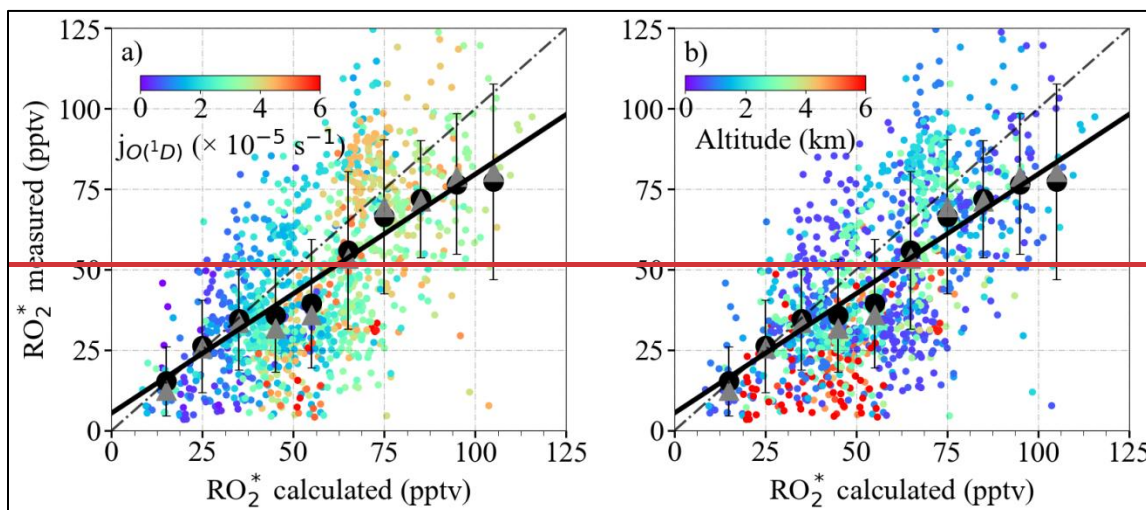 a)
0 2 4 6
j_{O(¹D)} (× 10⁻⁵ s⁻¹)
125
100
75
50
25
0
RO₂* measured (pptv)
0 25 50 75 100 125
RO₂* calculated (pptv)
b)
0 2 4 6
Altitude (km)
125
100
75
50
25
0
0 25 50 75 100 125
RO₂* calculated (pptv)